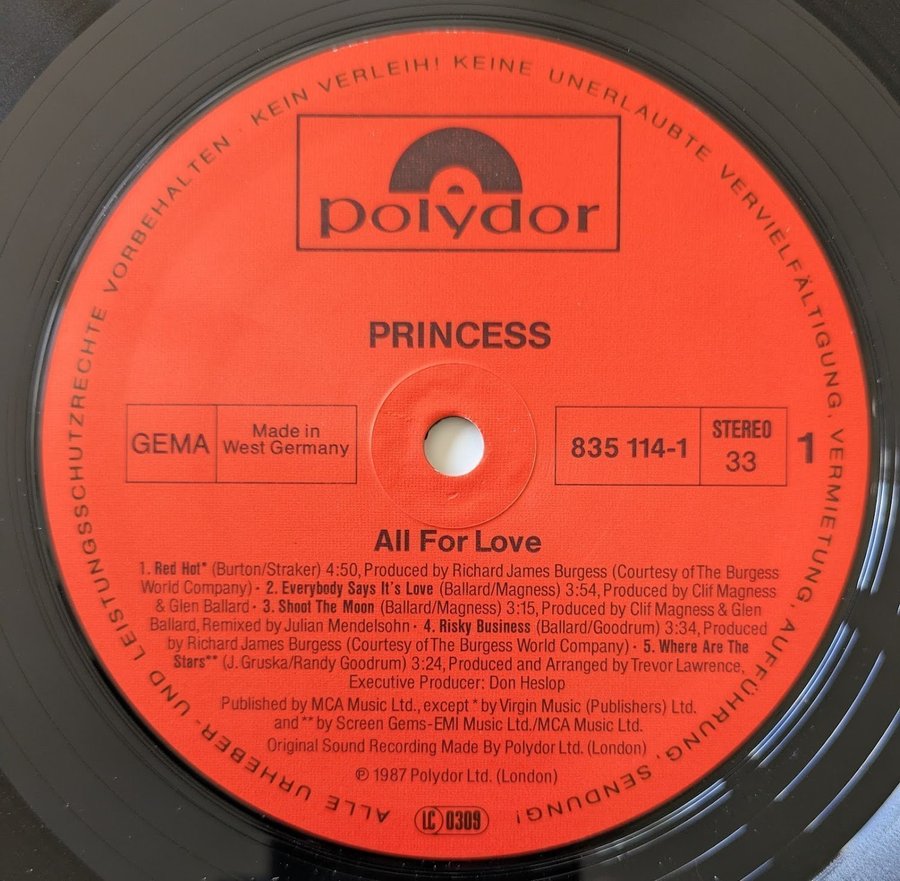 ALLE URHEBER- UND LEISTUNGSSCHUTZRECHTE VORBEHALTEN · KEIN VERLEIH! KEINE UNERLAUBTE VERVIELFÄLTIGUNG, VERMIETUNG, AUFFÜHRUNG, SENDUNG!
polydor
PRINCESS
GEMA
Made in
West Germany
835 114-1
STEREO
33
1
All For Love
1. Red Hot* (Burton/Straker) 4:50, Produced by Richard James Burgess (Courtesy of The Burgess
World Company) · 2. Everybody Says It's Love (Ballard/Magness) 3:54, Produced by Clif Magness
& Glen Ballard · 3. Shoot The Moon (Ballard/Magness) 3:15, Produced by Clif Magness & Glen
Ballard, Remixed by Julian Mendelsohn · 4. Risky Business (Ballard/Goodrum) 3:34, Produced
by Richard James Burgess (Courtesy of The Burgess World Company) · 5. Where Are The
Stars** (J. Gruska/Randy Goodrum) 3:24, Produced and Arranged by Trevor Lawrence,
Executive Producer: Don Heslop
Published by MCA Music Ltd., except * by Virgin Music (Publishers) Ltd.
and ** by Screen Gems-EMI Music Ltd./MCA Music Ltd.
Original Sound Recording Made By Polydor Ltd. (London)
℗ 1987 Polydor Ltd. (London)
LC 0309